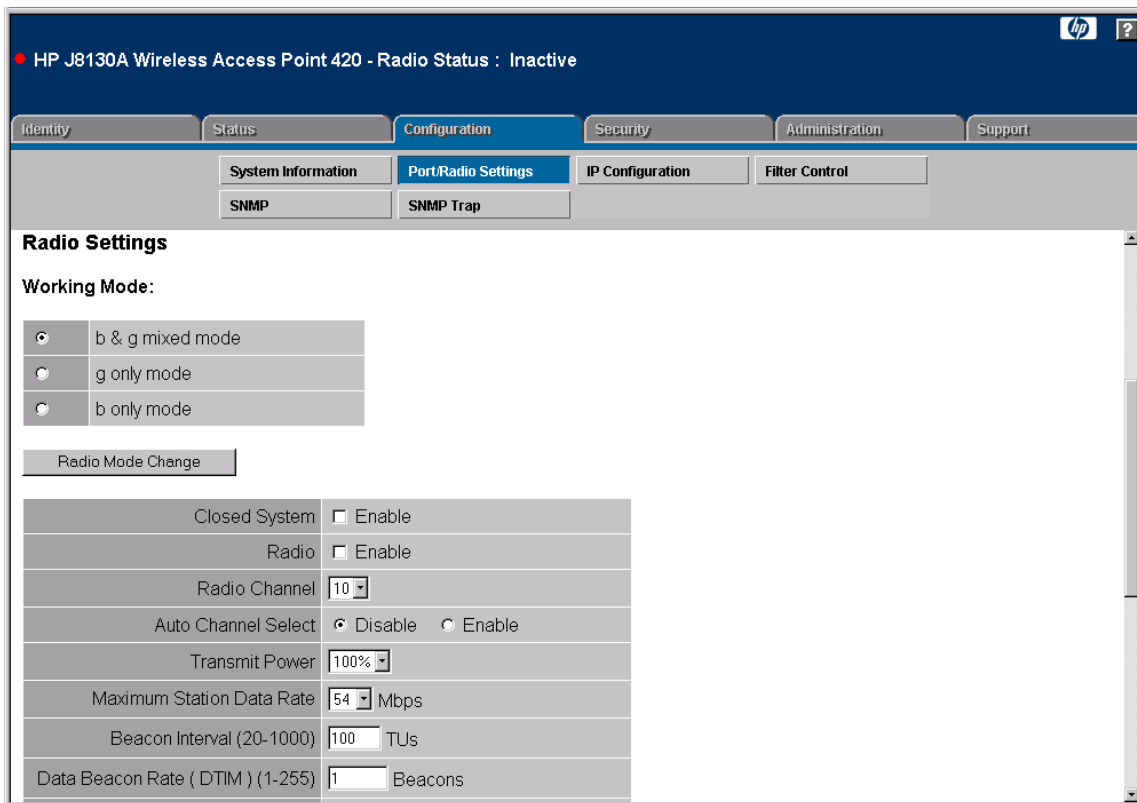 hp ?
HP J8130A Wireless Access Point 420 - Radio Status : Inactive
Identity Status Configuration Security Administration Support
System Information Port/Radio Settings IP Configuration Filter Control
SNMP SNMP Trap
Radio Settings
Working Mode:
b & g mixed mode
g only mode
b only mode
Radio Mode Change
Closed System Enable
Radio Enable
Radio Channel 10
Auto Channel Select Disable Enable
Transmit Power 100%
Maximum Station Data Rate 54 Mbps
Beacon Interval (20-1000) 100 TUs
Data Beacon Rate ( DTIM ) (1-255) 1 Beacons